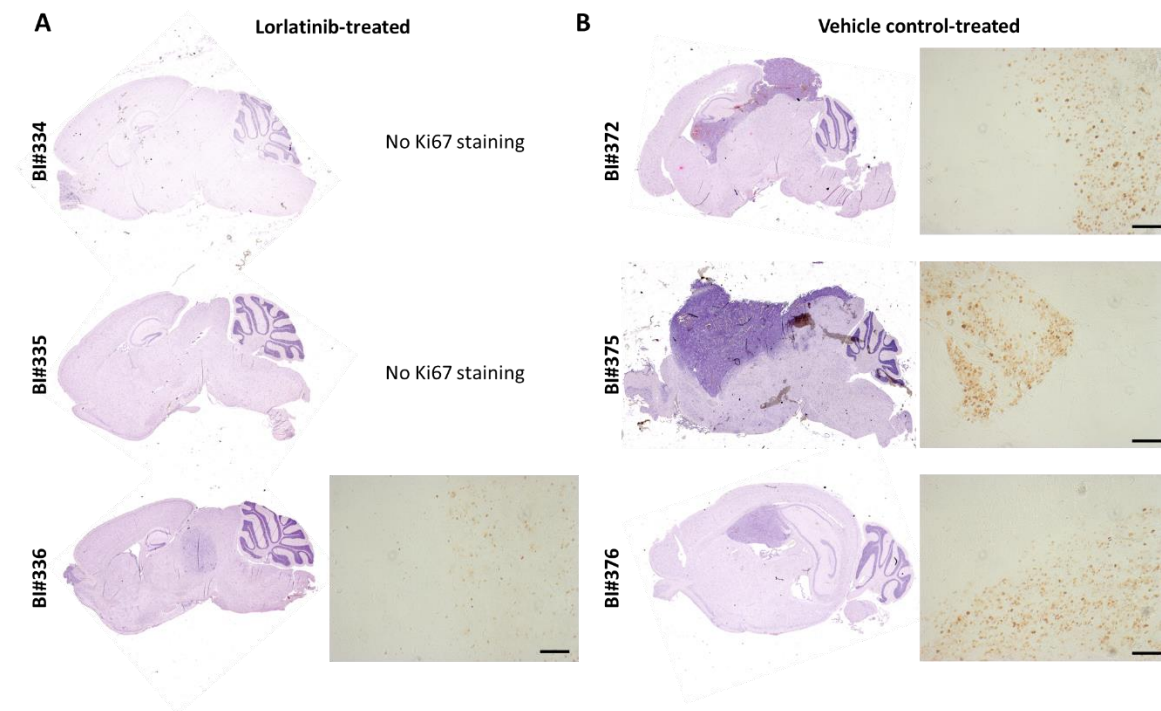 A
Lorlatinib-treated
B
Vehicle control-treated
BI#334
No Ki67 staining
BI#372
BI#335
No Ki67 staining
BI#375
BI#336
BI#376